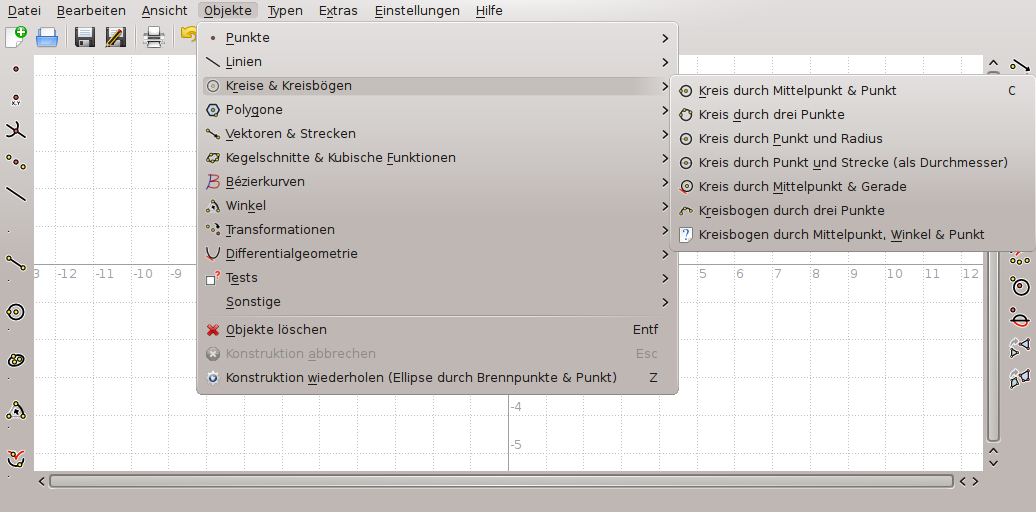 Datei Bearbeiten Ansicht Objekte Typen Extras Einstellungen Hilfe
X,Y
Punkte
Linien
Kreise & Kreisbögen
Polygone
Vektoren & Strecken
Kegelschnitte & Kubische Funktionen
Bézierkurven
Winkel
Transformationen
Differentialgeometrie
Tests
Sonstige
Objekte löschen Entf
Konstruktion abbrechen Esc
Konstruktion wiederholen (Ellipse durch Brennpunkte & Punkt) Z
Kreis durch Mittelpunkt & Punkt C
Kreis durch drei Punkte
Kreis durch Punkt und Radius
Kreis durch Punkt und Strecke (als Durchmesser)
Kreis durch Mittelpunkt & Gerade
Kreisbogen durch drei Punkte
Kreisbogen durch Mittelpunkt, Winkel & Punkt
3 -12 -11 -10 -9 5 6 7 8 9 10 11 12
-4
-5